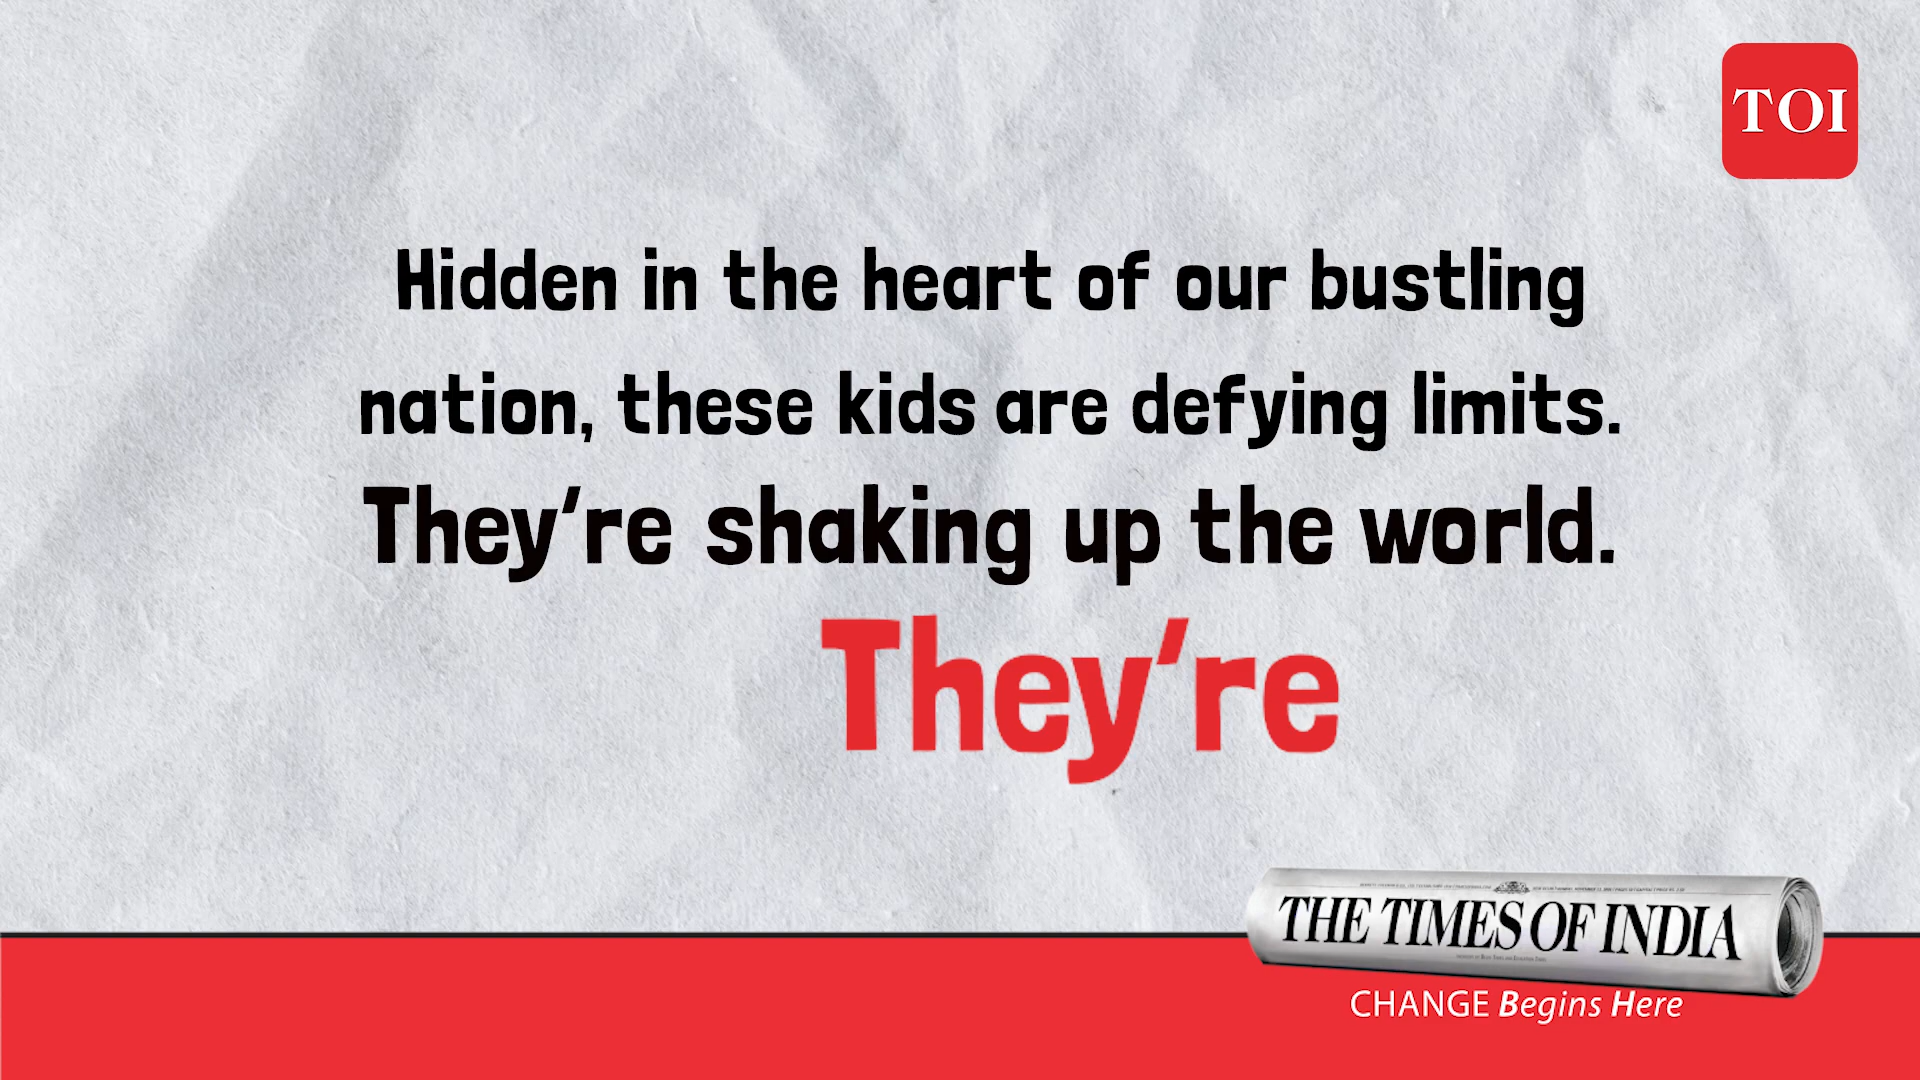 TOI
Hidden in the heart of our bustling
nation, these kids are defying limits.
They're shaking up the world.
They're
THE TIMES OF INDIA
CHANGE Begins Here